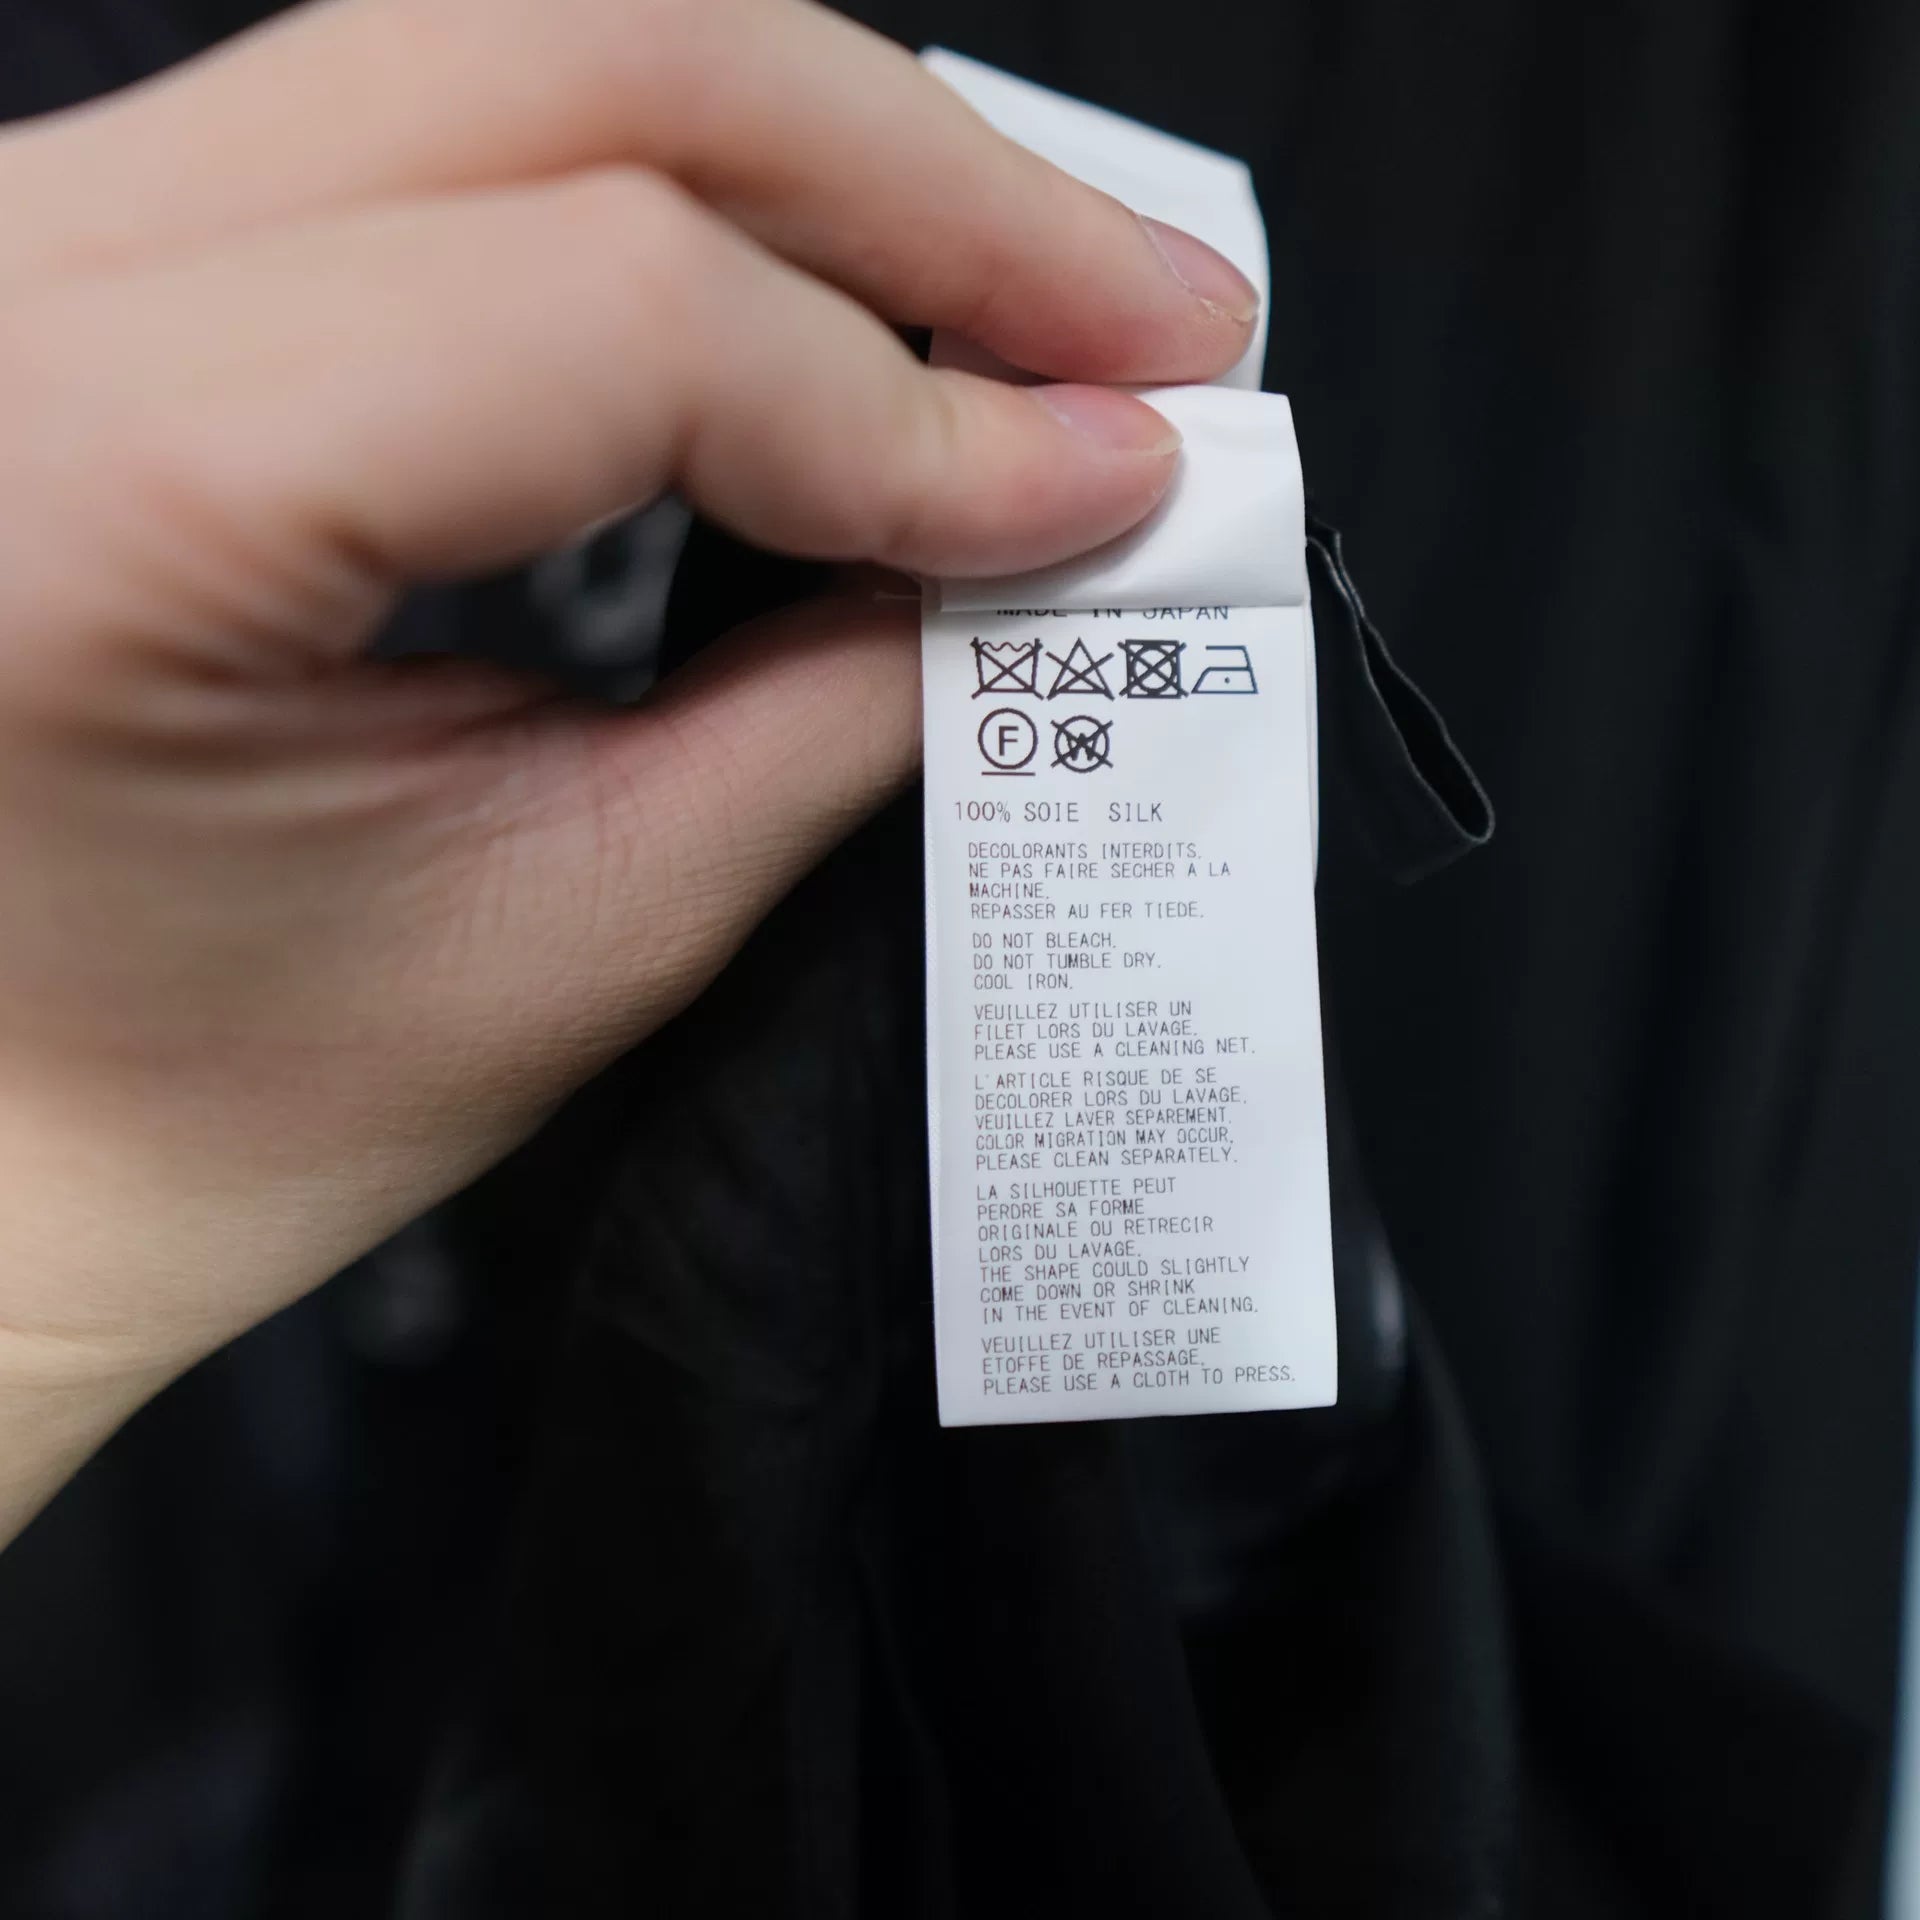 MADE IN JAPAN
F W
100% SOIE SILK
DECOLORANTS INTERDITS.
NE PAS FAIRE SECHER A LA
MACHINE.
REPASSER AU FER TIEDE.
DO NOT BLEACH.
DO NOT TUMBLE DRY.
COOL IRON.
VEUILLEZ UTILISER UN
FILET LORS DU LAVAGE.
PLEASE USE A CLEANING NET.
L'ARTICLE RISQUE DE SE
DECOLORER LORS DU LAVAGE.
VEUILLEZ LAVER SEPAREMENT.
COLOR MIGRATION MAY OCCUR.
PLEASE CLEAN SEPARATELY.
LA SILHOUETTE PEUT
PERDRE SA FORME
ORIGINALE OU RETRECIR
LORS DU LAVAGE.
THE SHAPE COULD SLIGHTLY
COME DOWN OR SHRINK
IN THE EVENT OF CLEANING.
VEUILLEZ UTILISER UNE
ETOFFE DE REPASSAGE.
PLEASE USE A CLOTH TO PRESS.